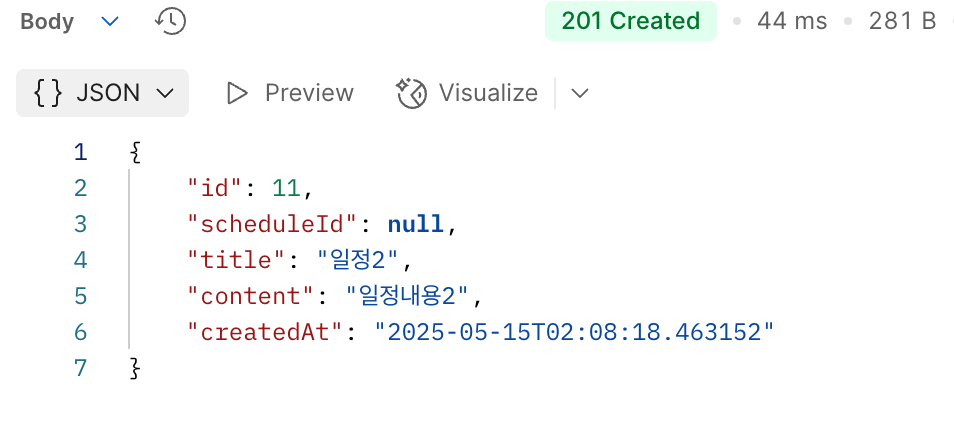 Body 201 Created • 44 ms • 281 B
{} JSON Preview Visualize
1 {
2 "id": 11,
3 "scheduleId": null,
4 "title": "일정2",
5 "content": "일정내용2",
6 "createdAt": "2025-05-15T02:08:18.463152"
7 }